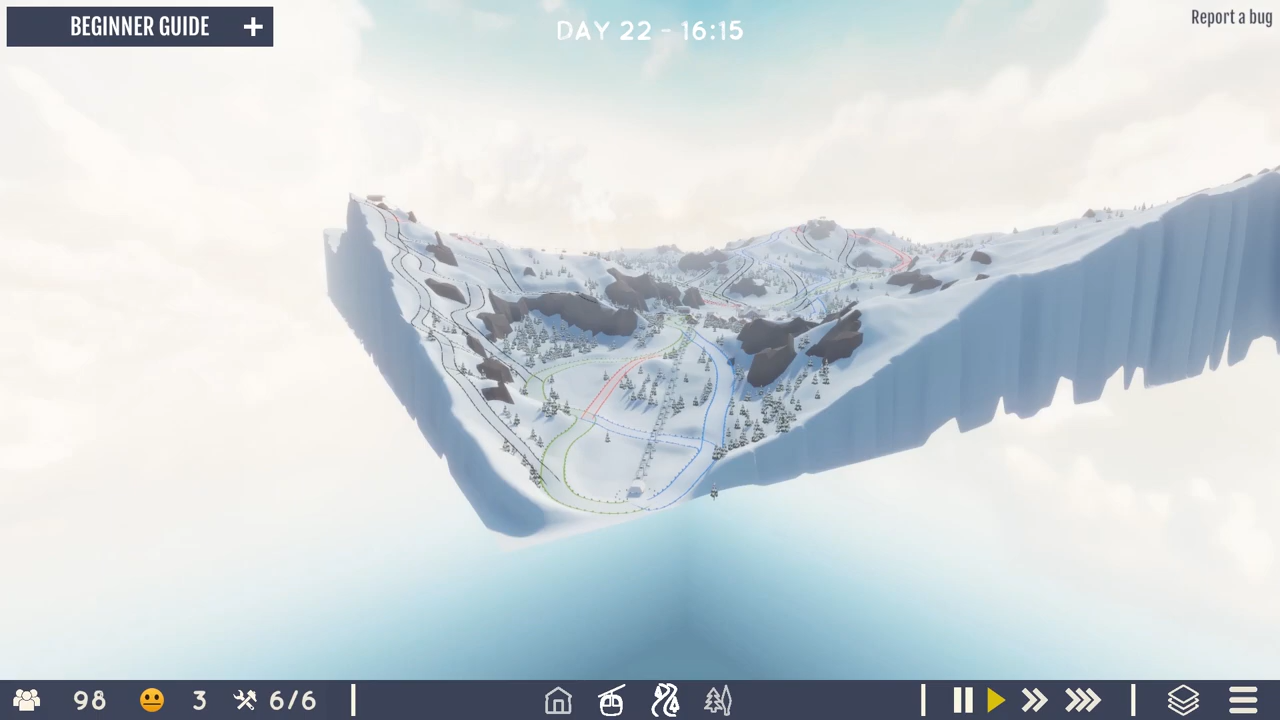 BEGINNER GUIDE +
DAY 22 - 16:15
Report a bug
98
3
6/6